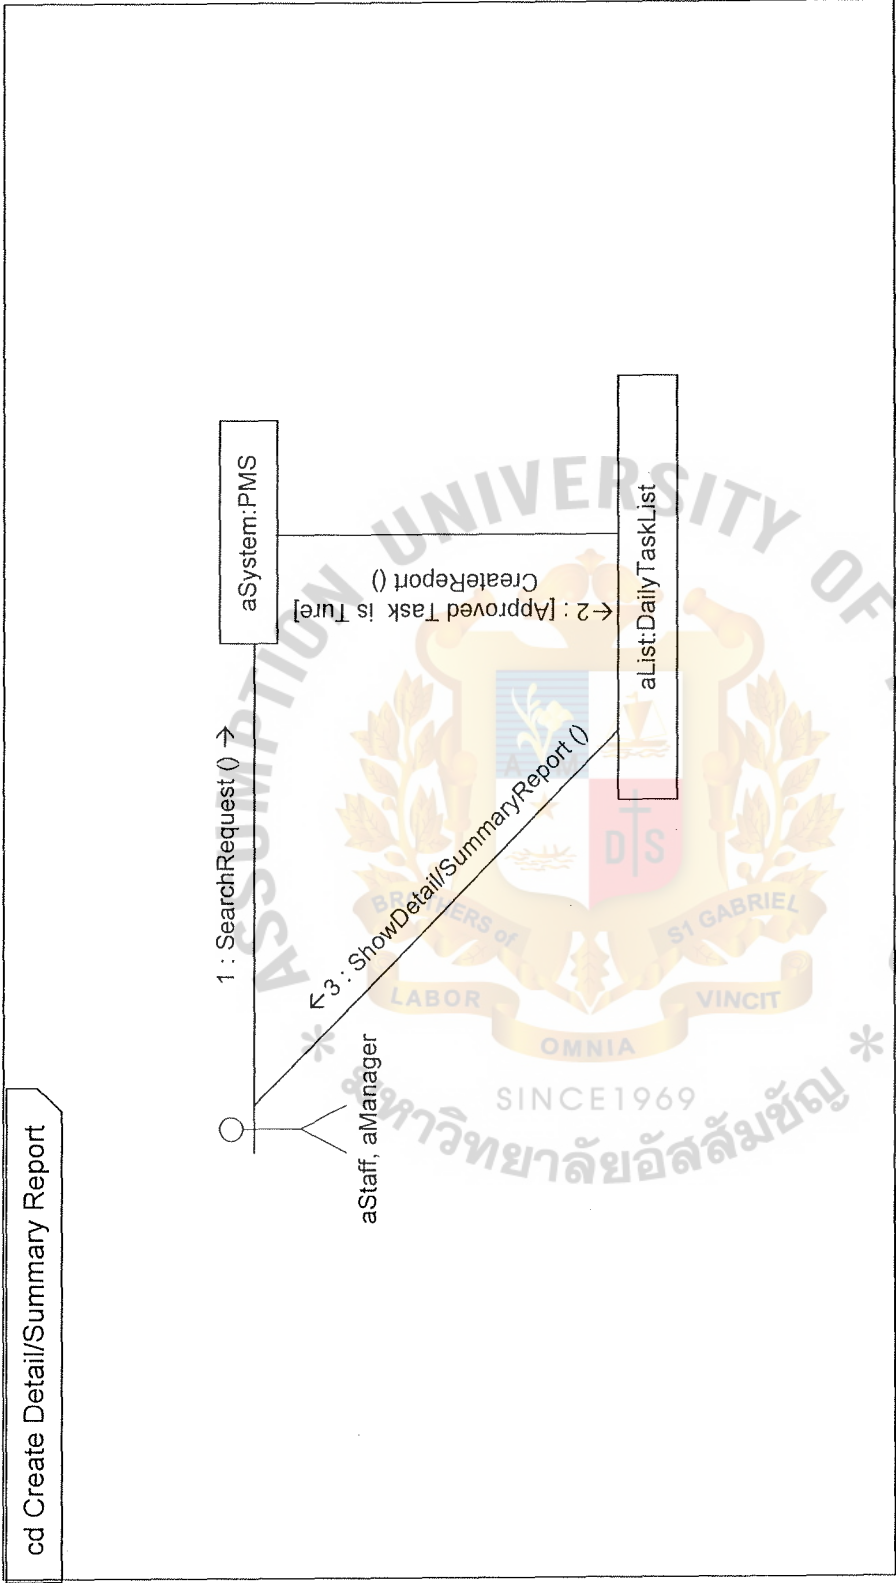 cd Create Detail/Summary Report
1 : SearchRequest () →
aSystem:PMS
←2 : [Approved Task is Ture]
CreateReport ()
←3 : ShowDetail/SummaryReport ()
aStaff, aManager
aList:DailyTaskList
ASSUMPTION UNIVERSITY OF
A M
D S
BROTHERS of
S1 GABRIEL
LABOR
VINCIT
OMNIA
* SINCE1969 *
มหาวิทยาลัยอัสสัมชัญ